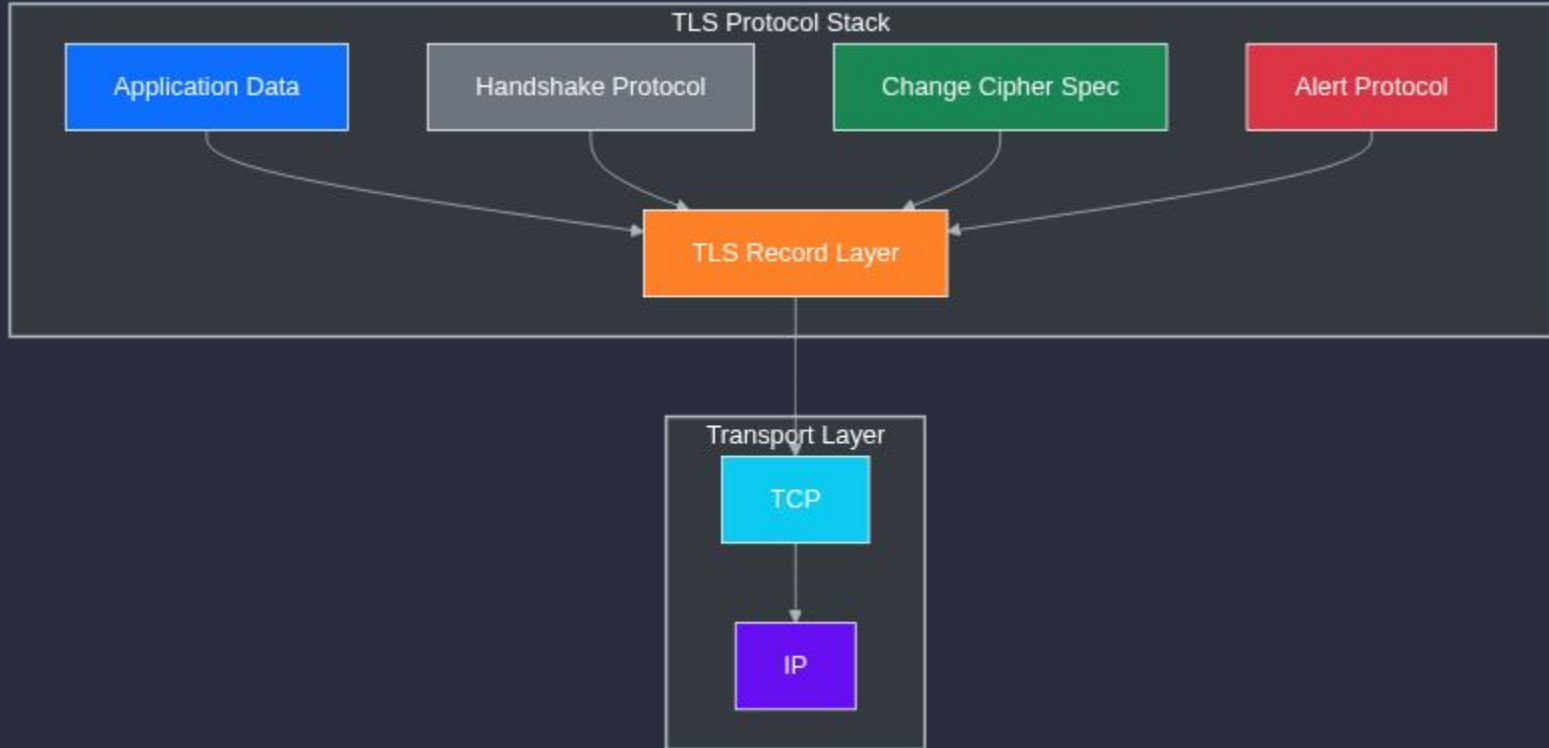 TLS Protocol Stack
Application Data
Handshake Protocol
Change Cipher Spec
Alert Protocol
TLS Record Layer
Transport Layer
TCP
IP